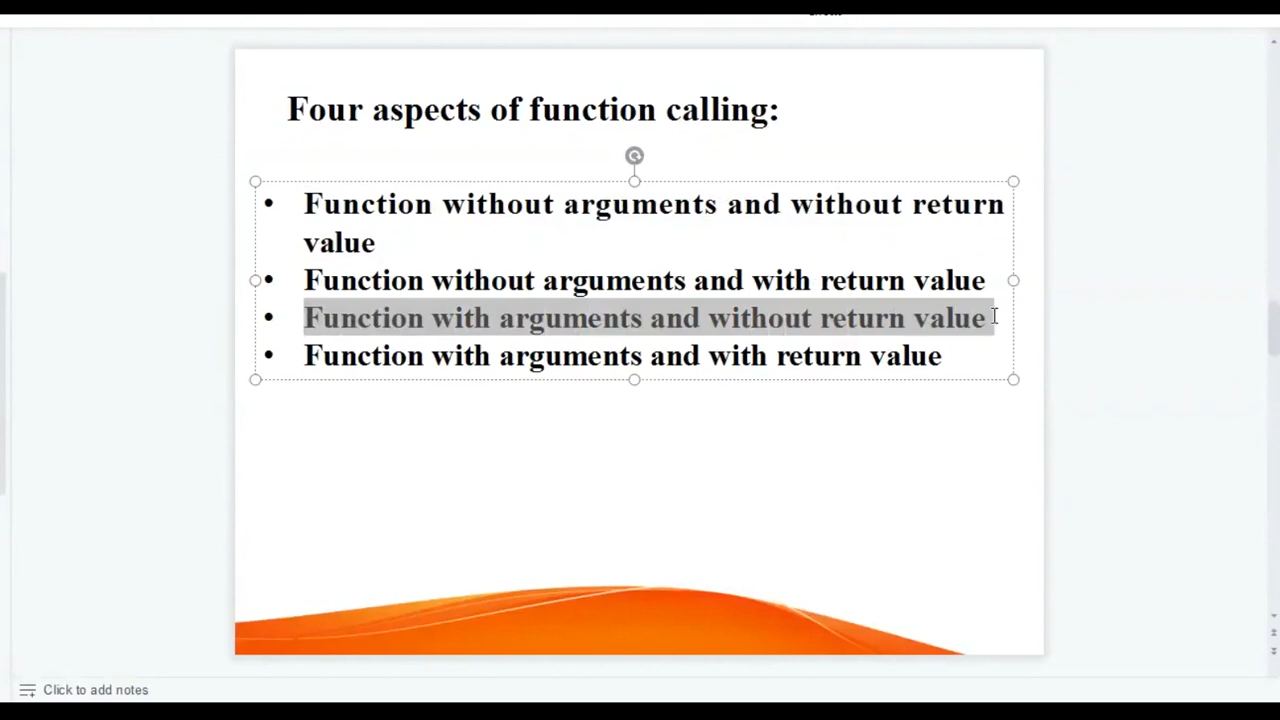 Four aspects of function calling:
• Function without arguments and without return
value
• Function without arguments and with return value
• Function with arguments and without return value
• Function with arguments and with return value
Click to add notes